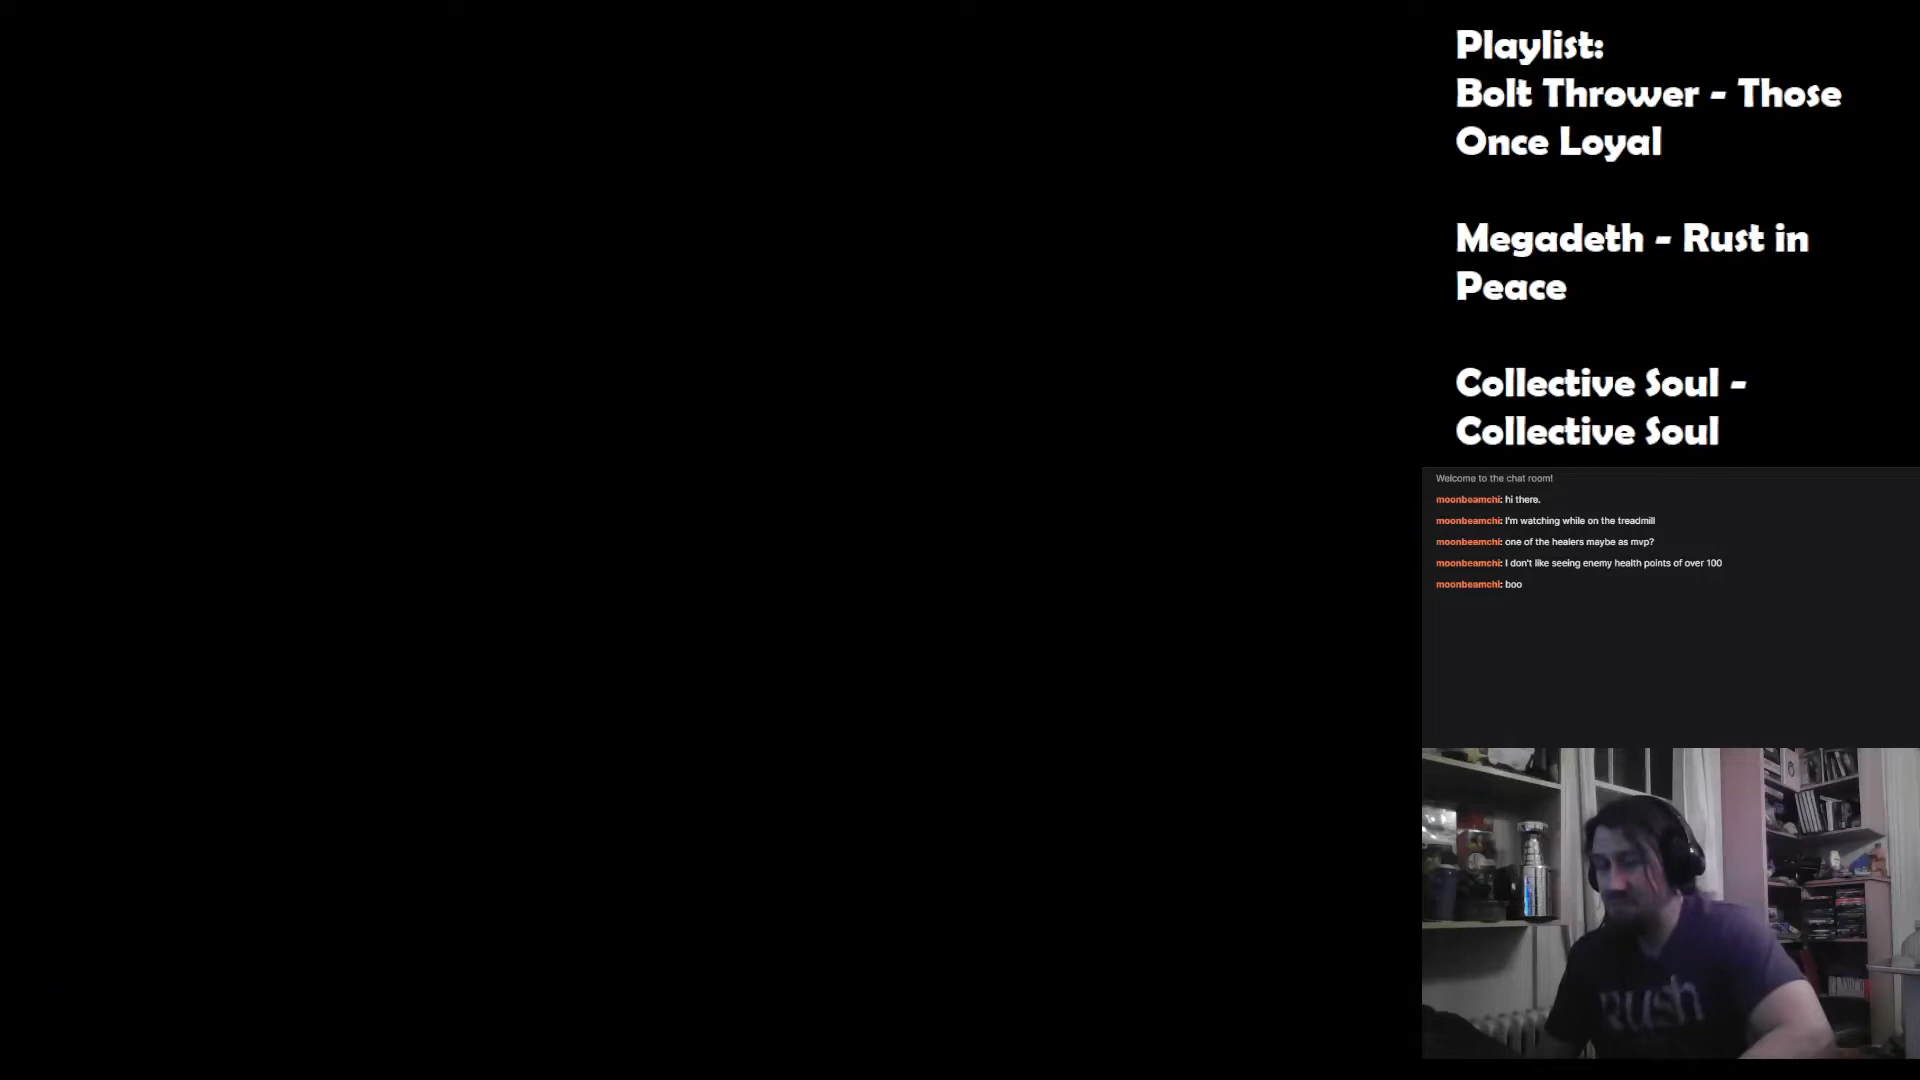 Playlist:
Bolt Thrower - Those
Once Loyal
Megadeth - Rust in
Peace
Collective Soul -
Collective Soul
Welcome to the chat room!
moonbeamchi: hi there.
moonbeamchi: I'm watching while on the treadmill
moonbeamchi: one of the healers maybe as mvp?
moonbeamchi: I don't like seeing enemy health points of over 100
moonbeamchi: boo
rush